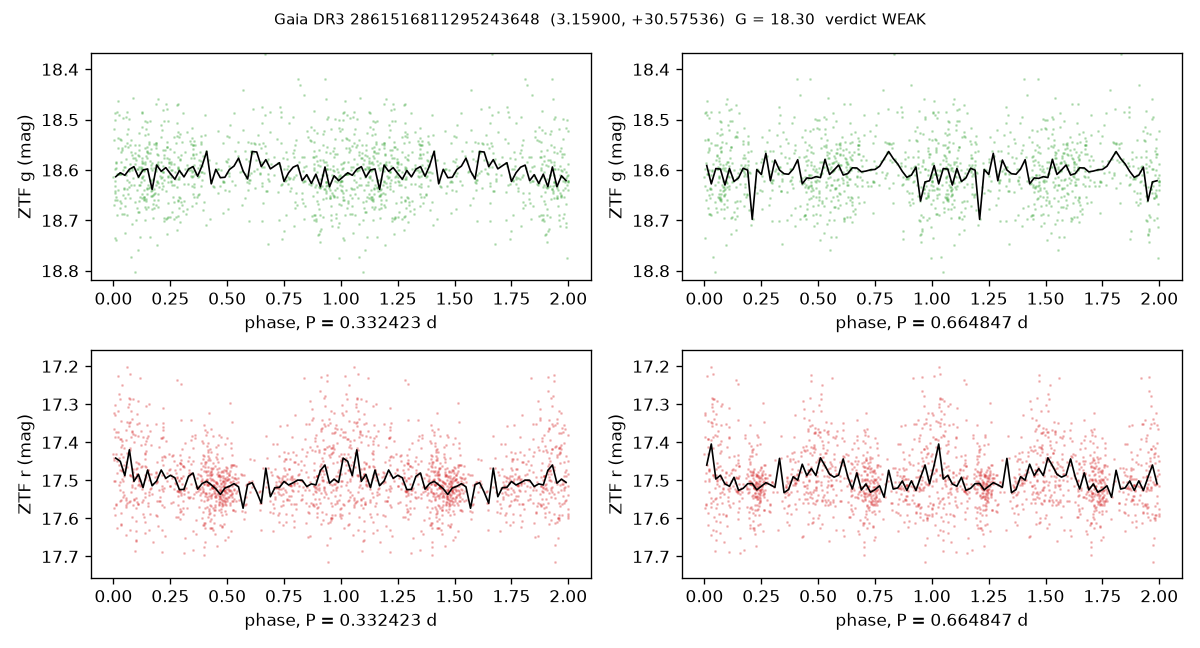 Gaia DR3 2861516811295243648 (3.15900, +30.57536) G = 18.30 verdict WEAK
ZTF g (mag)
18.4
18.5
18.6
18.7
18.8
0.00 0.25 0.50 0.75 1.00 1.25 1.50 1.75 2.00
phase, P = 0.332423 d
ZTF g (mag)
18.4
18.5
18.6
18.7
18.8
0.00 0.25 0.50 0.75 1.00 1.25 1.50 1.75 2.00
phase, P = 0.664847 d
ZTF r (mag)
17.2
17.3
17.4
17.5
17.6
17.7
0.00 0.25 0.50 0.75 1.00 1.25 1.50 1.75 2.00
phase, P = 0.332423 d
ZTF r (mag)
17.2
17.3
17.4
17.5
17.6
17.7
0.00 0.25 0.50 0.75 1.00 1.25 1.50 1.75 2.00
phase, P = 0.664847 d